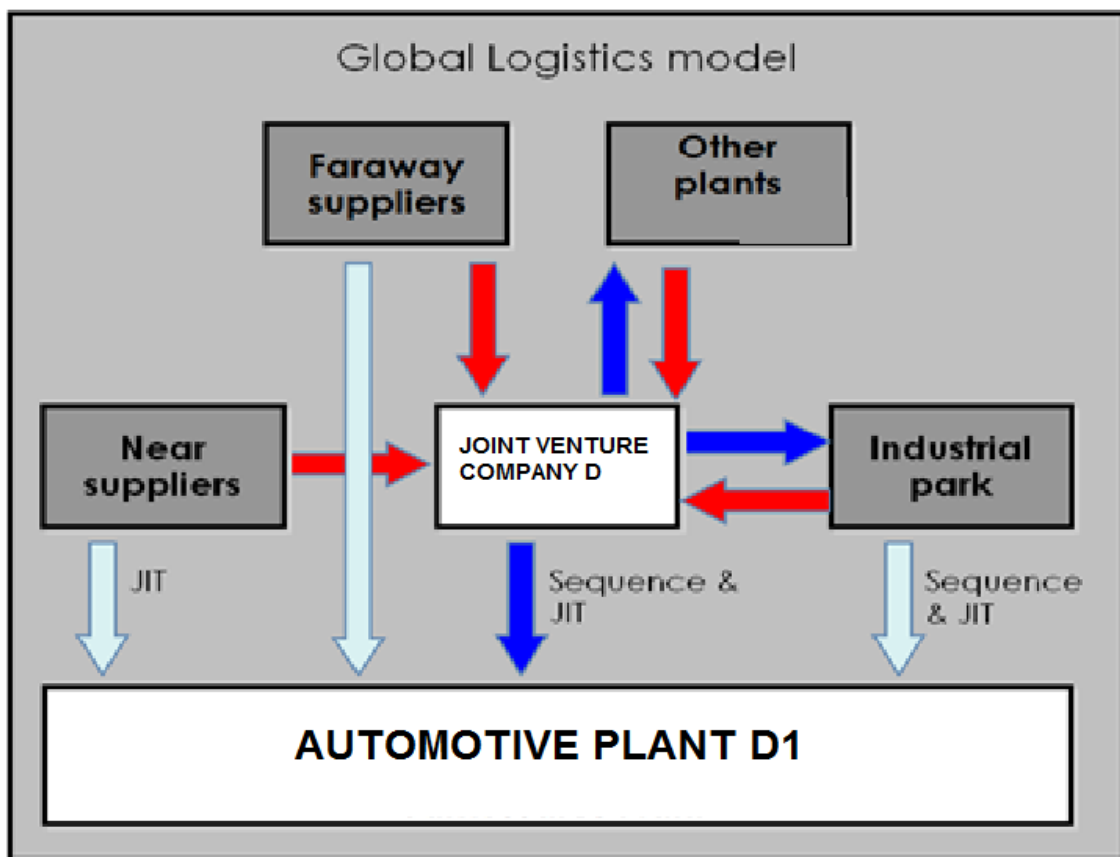 Global Logistics model
Faraway
suppliers
Other
plants
Near
suppliers
JOINT VENTURE
COMPANY D
Industrial
park
JIT
Sequence &
JIT
Sequence
& JIT
AUTOMOTIVE PLANT D1